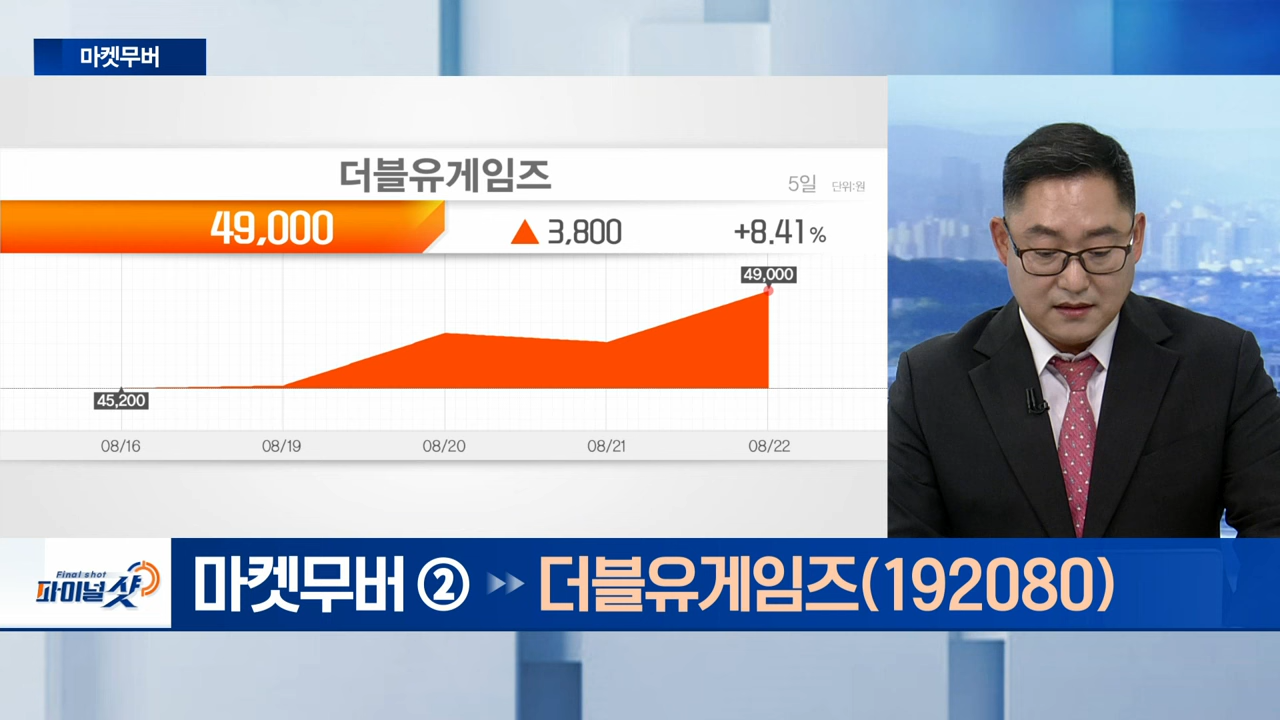 마켓무버
더블유게임즈
5일 단위:원
49,000 ▲ 3,800 +8.41%
49,000
45,200
08/16 08/19 08/20 08/21 08/22
Final shot
파이널샷
마켓무버 ② 더블유게임즈(192080)